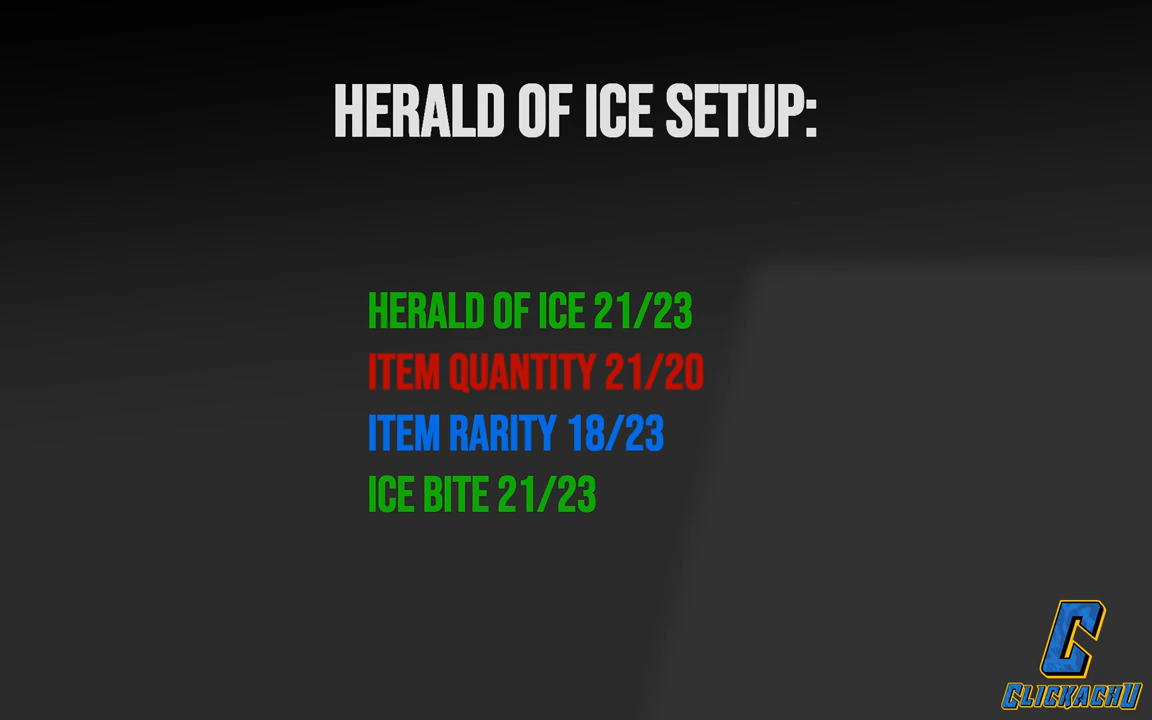 HERALD OF ICE SETUP:
HERALD OF ICE 21/23
ITEM QUANTITY 21/20
ITEM RARITY 18/23
ICE BITE 21/23
C
CLICKACHU